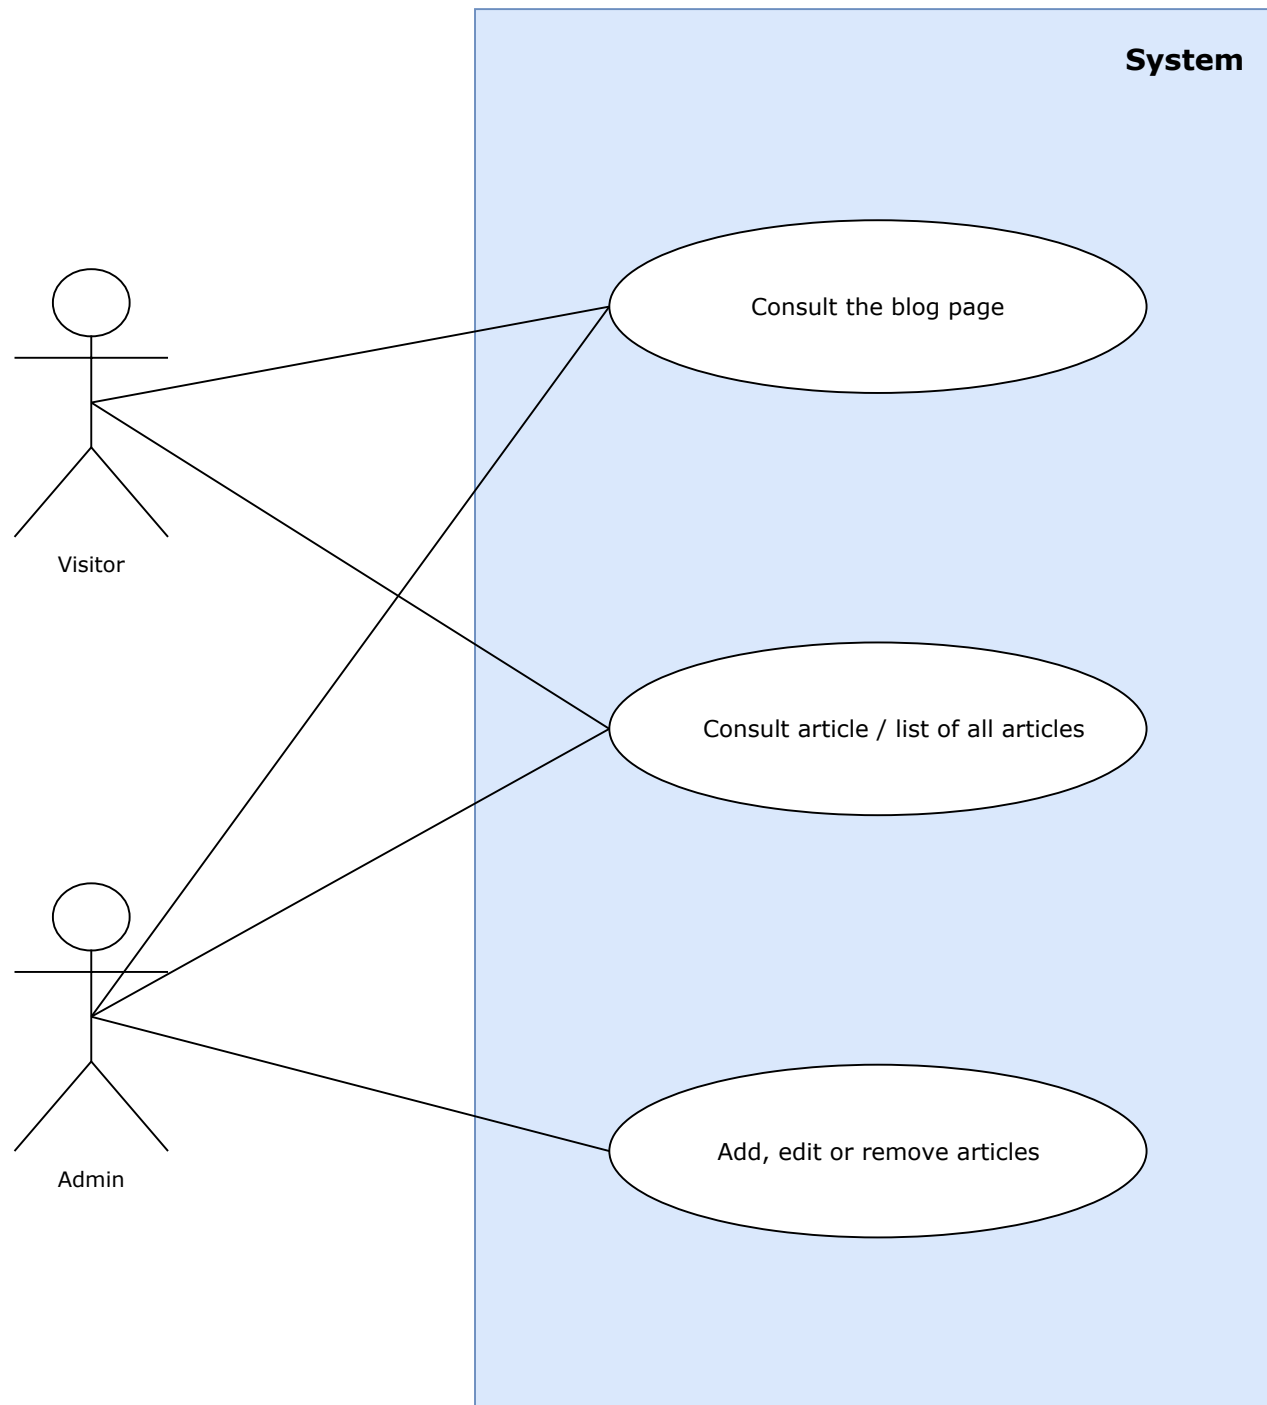 System
Consult the blog page
Visitor
Consult article / list of all articles
Add, edit or remove articles
Admin